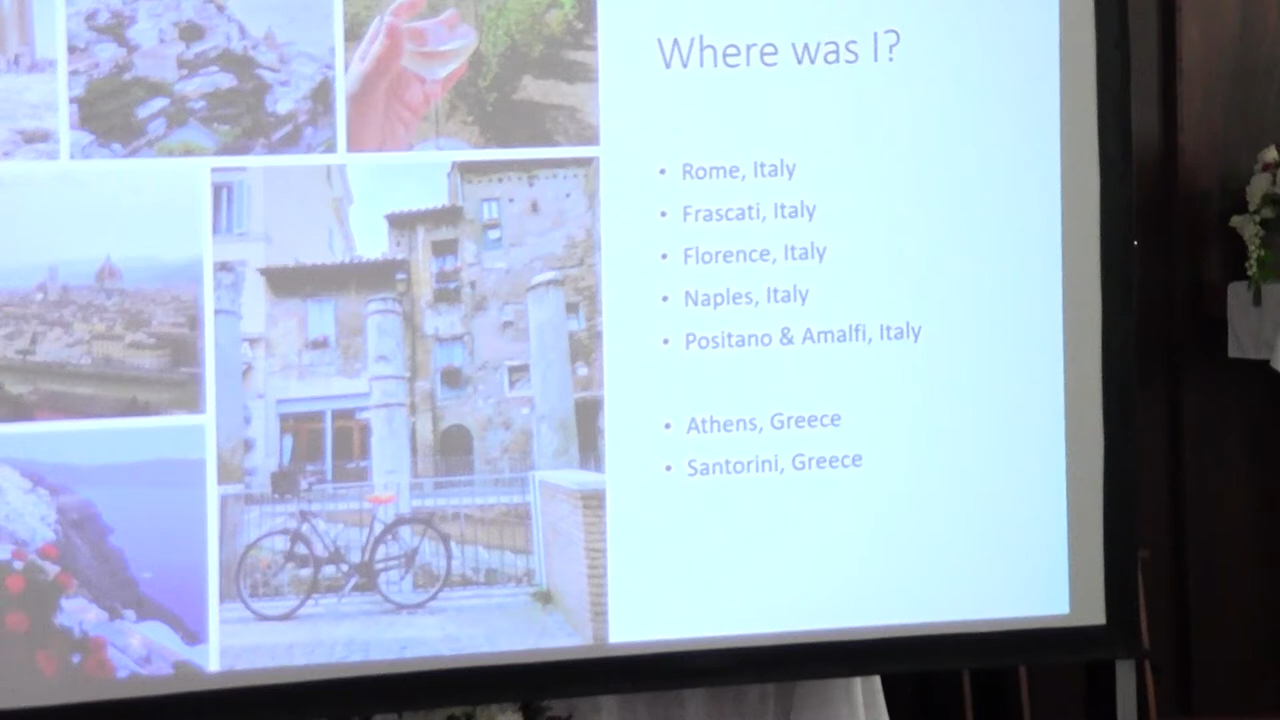 Where was I?
• Rome, Italy
• Frascati, Italy
• Florence, Italy
• Naples, Italy
• Positano & Amalfi, Italy
• Athens, Greece
• Santorini, Greece